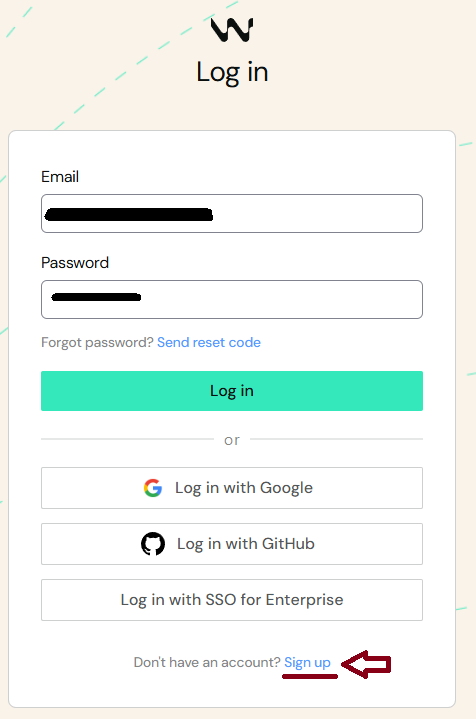 Log in
Email
Password
Forgot password? Send reset code
Log in
or
Log in with Google
Log in with GitHub
Log in with SSO for Enterprise
Don't have an account? Sign up